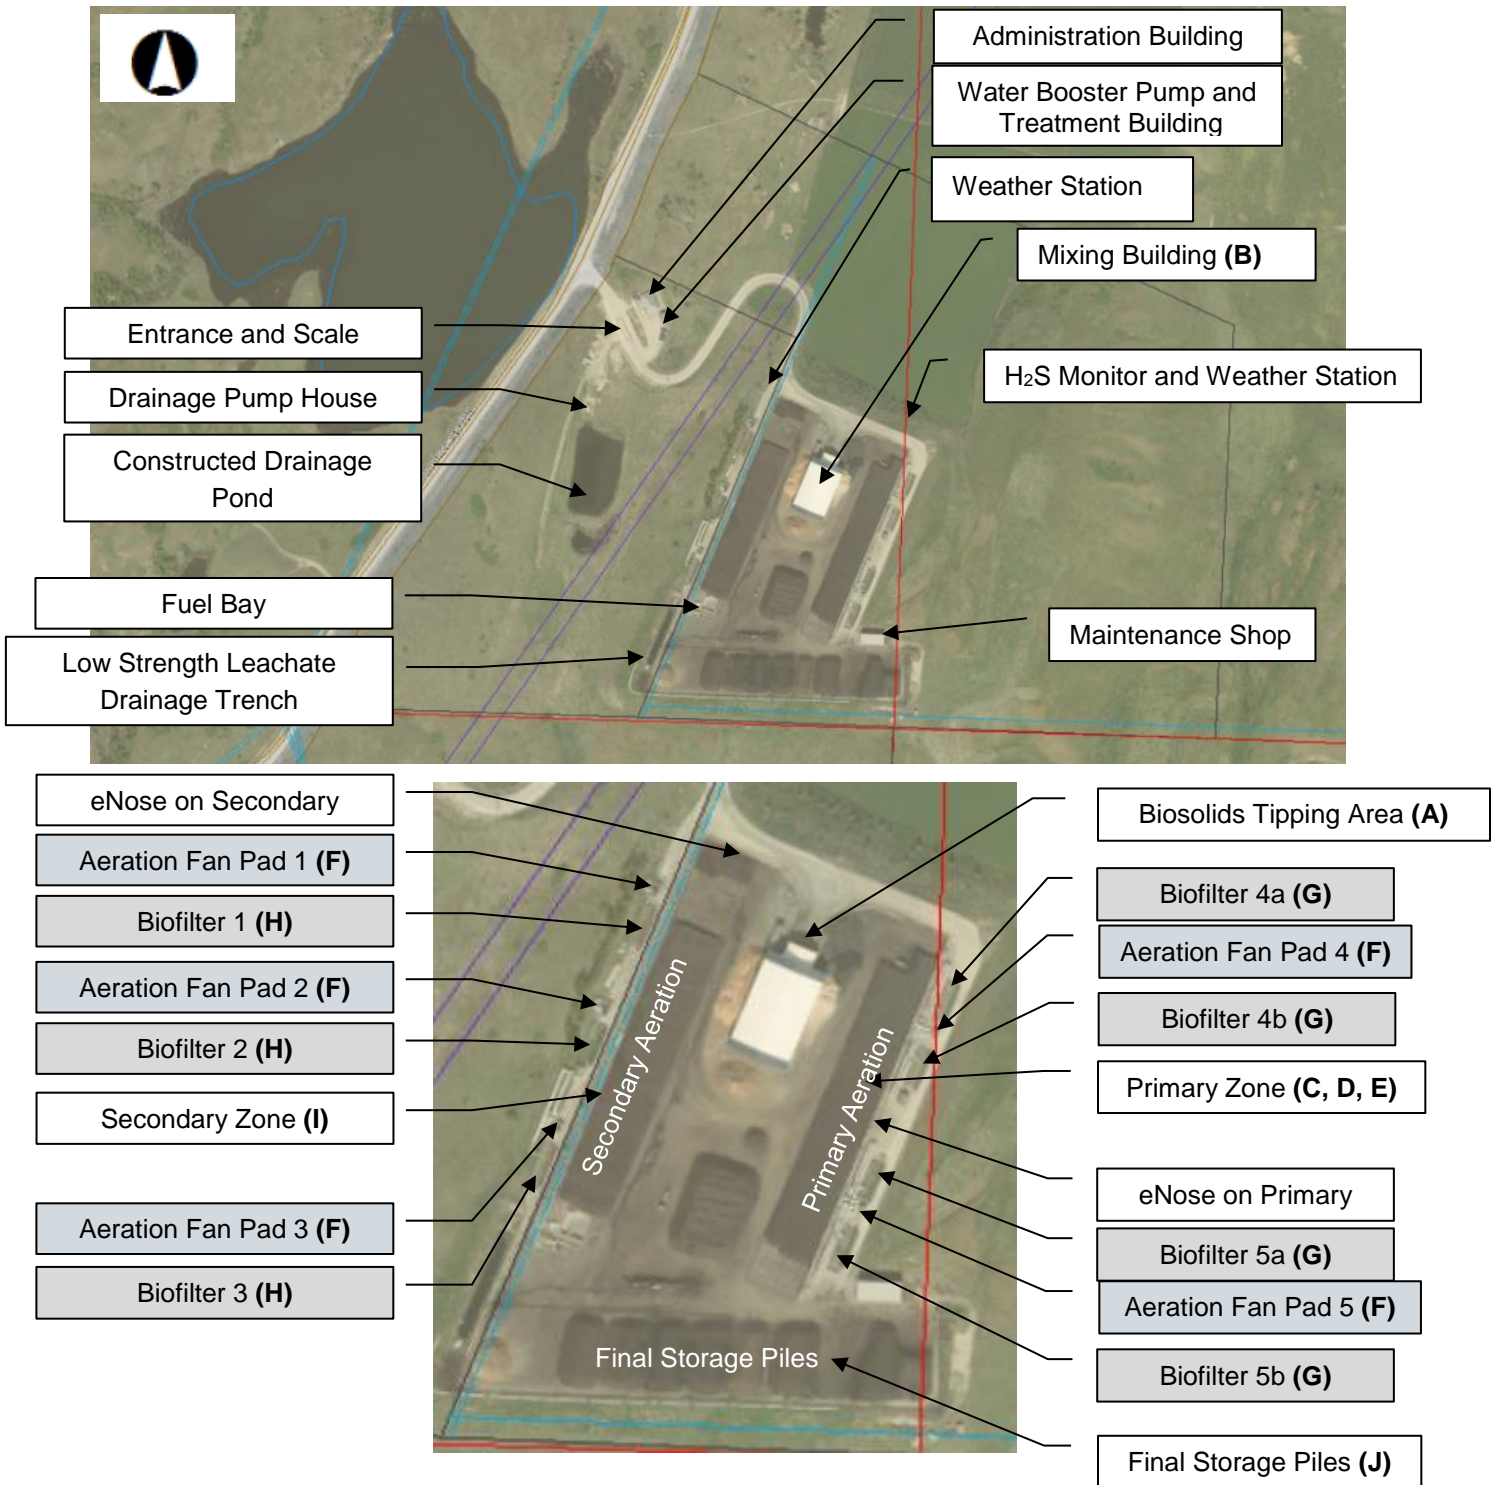 Administration Building
Water Booster Pump and
Treatment Building
Weather Station
Mixing Building (B)
Entrance and Scale
H2S Monitor and Weather Station
Drainage Pump House
Constructed Drainage
Pond
Fuel Bay
Maintenance Shop
Low Strength Leachate
Drainage Trench
eNose on Secondary
Aeration Fan Pad 1 (F)
Biofilter 1 (H)
Aeration Fan Pad 2 (F)
Biofilter 2 (H)
Secondary Zone (I)
Aeration Fan Pad 3 (F)
Biofilter 3 (H)
Secondary Aeration
Primary Aeration
Final Storage Piles
Biosolids Tipping Area (A)
Biofilter 4a (G)
Aeration Fan Pad 4 (F)
Biofilter 4b (G)
Primary Zone (C, D, E)
eNose on Primary
Biofilter 5a (G)
Aeration Fan Pad 5 (F)
Biofilter 5b (G)
Final Storage Piles (J)